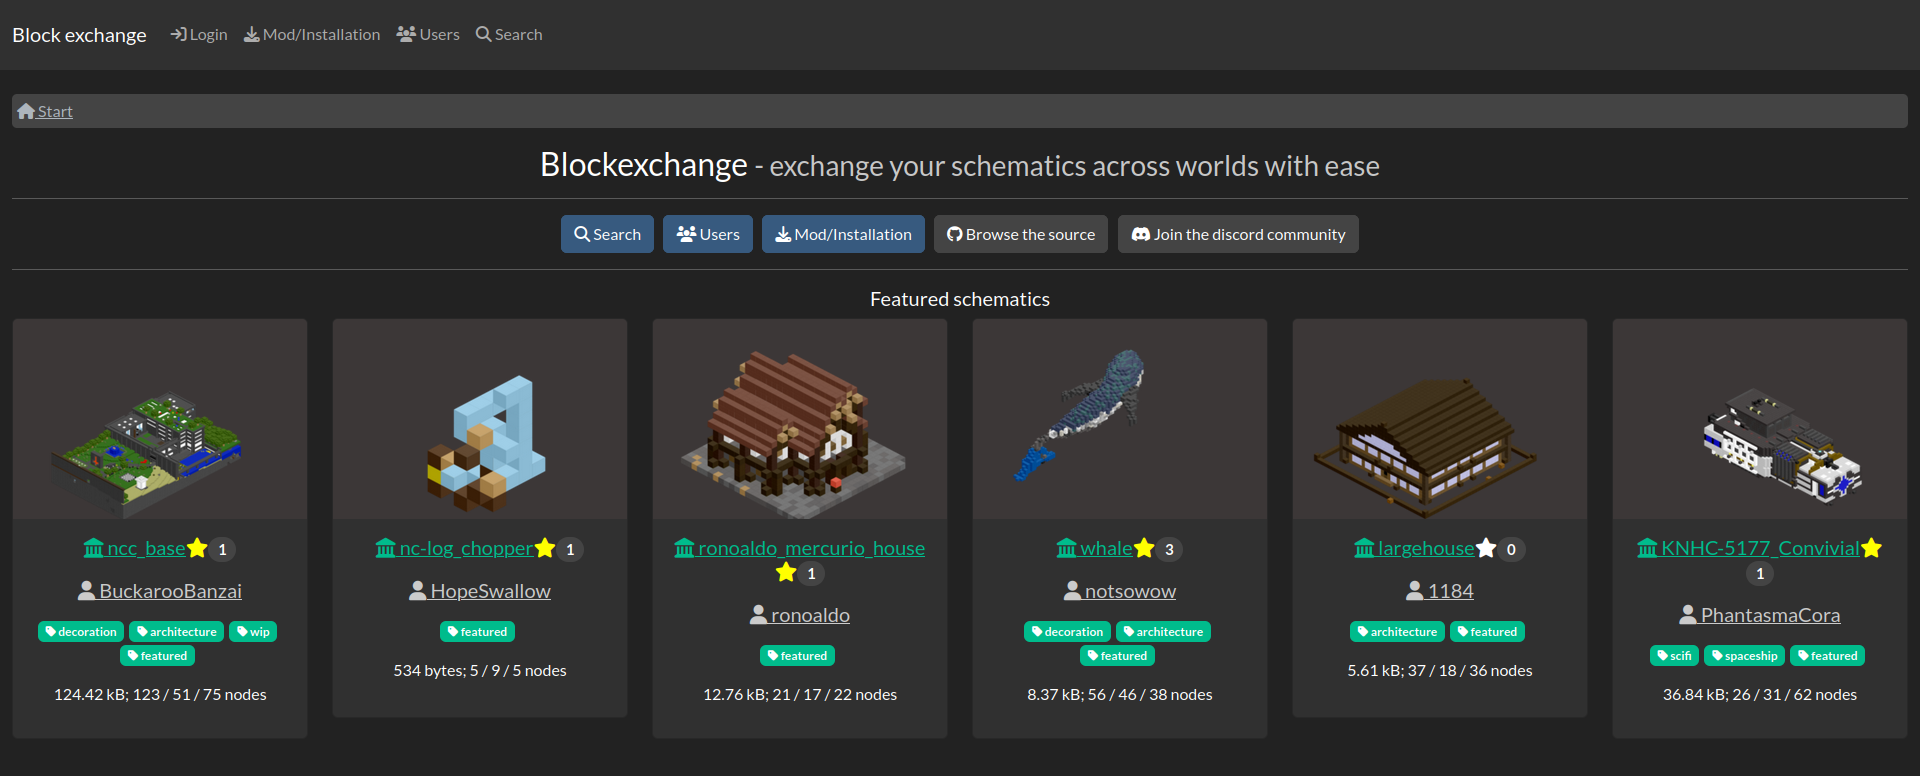 Block exchange Login Mod/Installation Users Search
Start
Blockexchange - exchange your schematics across worlds with ease
Search Users Mod/Installation Browse the source Join the discord community
Featured schematics
ncc_base 1
BuckarooBanzai
decoration architecture wip
featured
124.42 kB; 123 / 51 / 75 nodes
nc-log_chopper 1
HopeSwallow
featured
534 bytes; 5 / 9 / 5 nodes
ronoaldo_mercurio_house
1
ronoaldo
featured
12.76 kB; 21 / 17 / 22 nodes
whale 3
notsowow
decoration architecture
featured
8.37 kB; 56 / 46 / 38 nodes
largehouse 0
1184
architecture featured
5.61 kB; 37 / 18 / 36 nodes
KNHC-5177_Convivial
1
PhantasmaCora
scifi spaceship featured
36.84 kB; 26 / 31 / 62 nodes